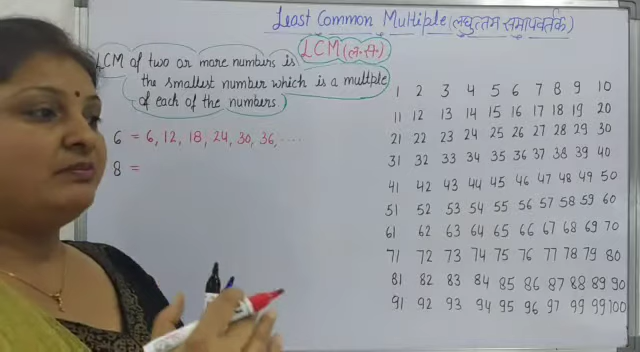 Least Common Multiple (लघुत्तम समापवर्तक)
LCM (ल.स.)
LCM of two or more numbers is
the smallest number which is a multiple
of each of the numbers.
6 = 6, 12, 18, 24, 30, 36, ....
8 =
1 2 3 4 5 6 7 8 9 10
11 12 13 14 15 16 17 18 19 20
21 22 23 24 25 26 27 28 29 30
31 32 33 34 35 36 37 38 39 40
41 42 43 44 45 46 47 48 49 50
51 52 53 54 55 56 57 58 59 60
61 62 63 64 65 66 67 68 69 70
71 72 73 74 75 76 77 78 79 80
81 82 83 84 85 86 87 88 89 90
91 92 93 94 95 96 97 99 99 100